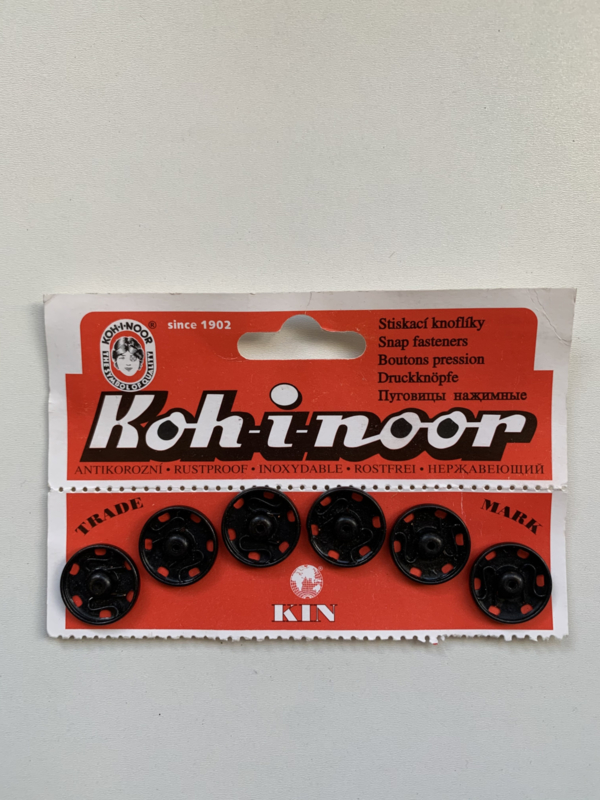 KOH-I-NOOR ®
THE SYMBOL OF QUALITY
since 1902
Stiskací knoflíky
Snap fasteners
Boutons pression
Druckknöpfe
Пуговицы нажимные
Koh-i-noor
ANTIKOROZNÍ • RUSTPROOF • INOXYDABLE • ROSTFREI • НЕРЖАВЕЮЩИЙ
TRADE MARK
KIN